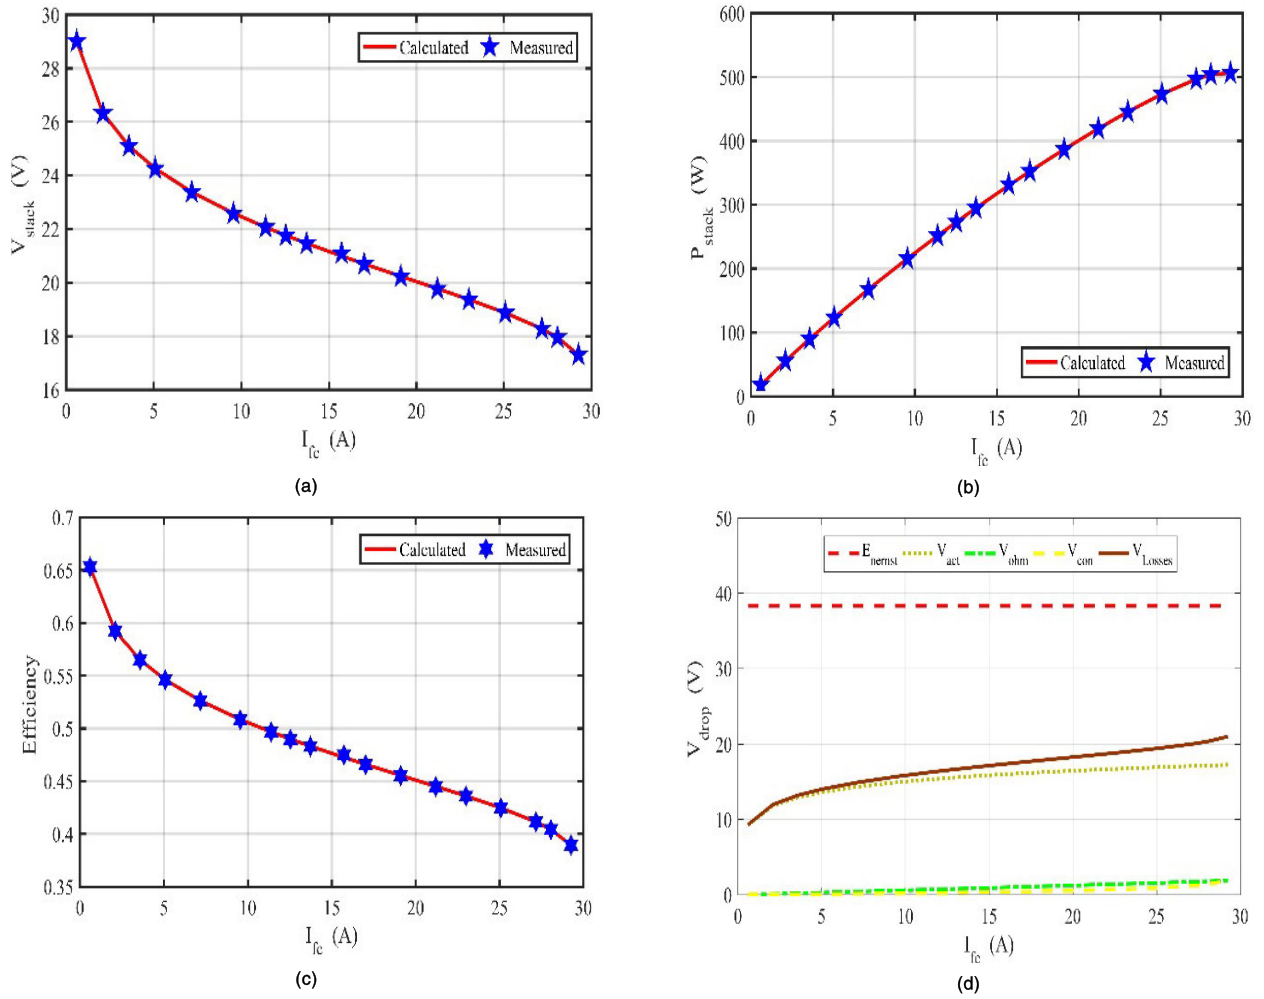 30
28
26
24
22
20
18
16
V stack (V)
Calculated Measured
0 5 10 15 20 25 30
I fc (A)
(a)
600
500
400
300
200
100
0
P stack (W)
Calculated Measured
0 5 10 15 20 25 30
I fc (A)
(b)
0.7
0.65
0.6
0.55
0.5
0.45
0.4
0.35
Efficiency
Calculated Measured
0 5 10 15 20 25 30
I fc (A)
(c)
50
40
30
20
10
0
V drop (V)
E nernst V act V ohm V con V Losses
0 5 10 15 20 25 30
I fc (A)
(d)